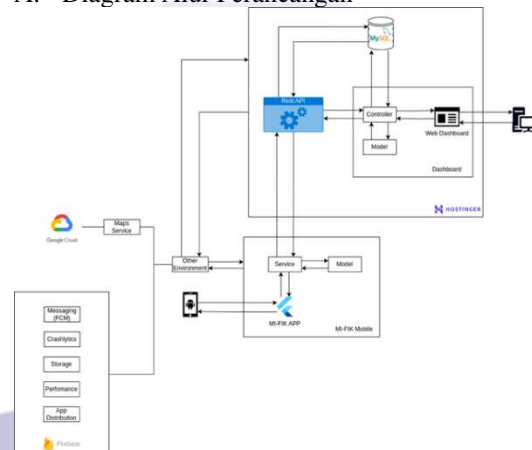 A. Diagram Alur Perancangan
MySQL
Rest API
Controller
Web Dashboard
Model
Dashboard
HOSTINGER
Google Cloud
Maps
Service
Other
Environment
Service
Model
MI-FIK APP
MI-FIK Mobile
Messaging
(FCM)
Crashlytics
Storage
Perfomance
App
Distribution
Firebase